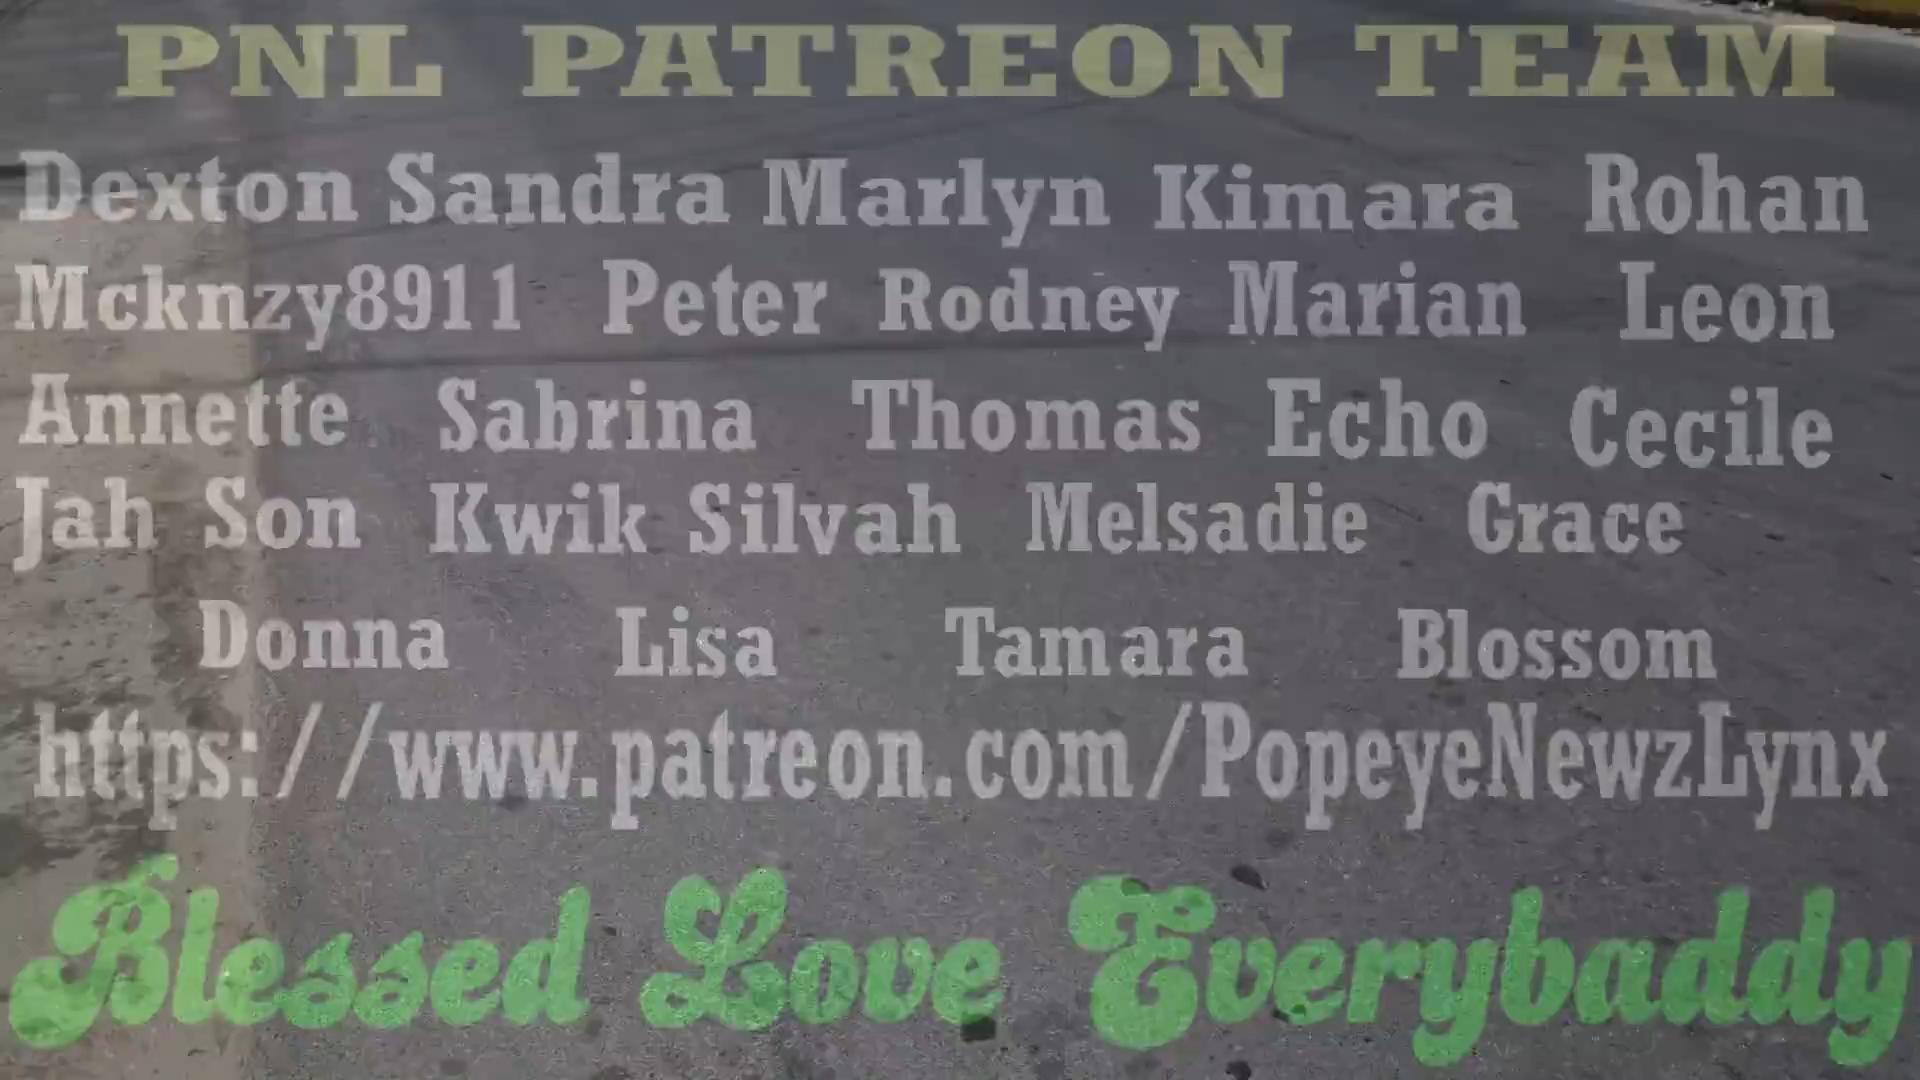 PNL PATREON TEAM
Dexton Sandra Marlyn Kimara Rohan
Mcknzy8911 Peter Rodney Marian Leon
Annette Sabrina Thomas Echo Cecile
Jah Son Kwik Silvah Melsadie Grace
Donna Lisa Tamara Blossom
https://www.patreon.com/PopeyeNewzLynx
Blessed Love Everybaddy